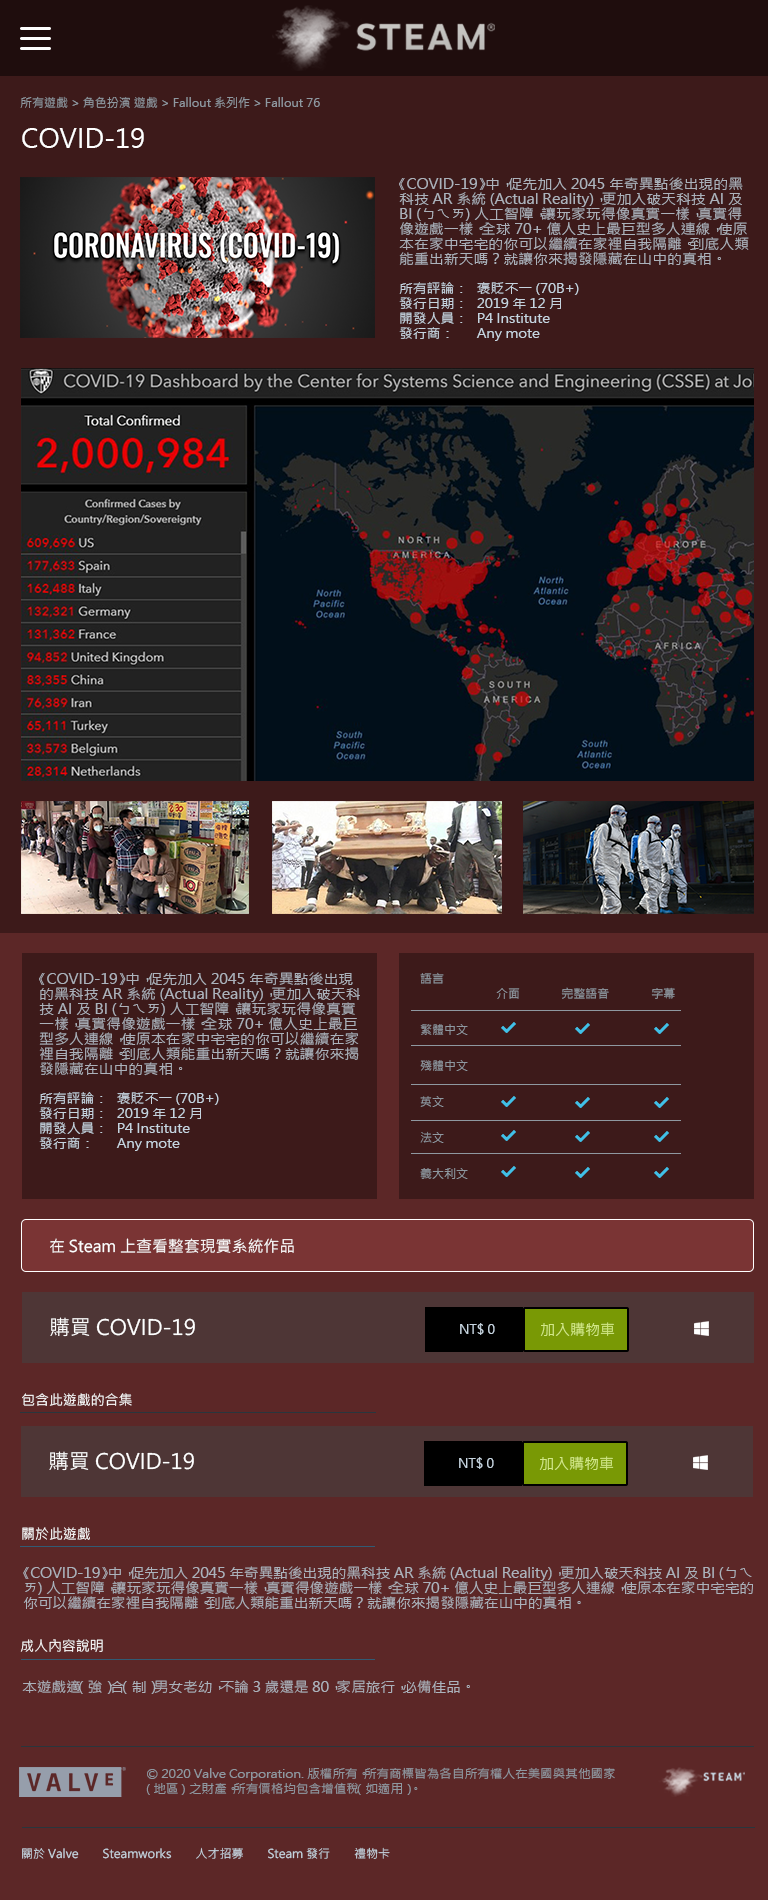 STEAM®
所有遊戲 > 角色扮演 遊戲 > Fallout 系列作 > Fallout 76
COVID-19
CORONAVIRUS (COVID-19)
《COVID-19》中，從先加入 2045 年奇異點後出現的黑
科技 AR 系統 (Actual Reality)，更加入破天科技 AI 及
BI (ㄅㄟㄞ) 人工智障，讓玩家玩得像真實一樣，真實得
像遊戲一樣，全球 70+ 億人史上最巨型多人連線，使原
本在家中宅宅的你可以繼續在家裡自我隔離，到底人類
能重出新天嗎？就讓你來揭發隱藏在山中的真相。
所有評論： 褒貶不一 (70B+)
發行日期： 2019 年 12 月
開發人員： P4 Institute
發行商： Any mote
COVID-19 Dashboard by the Center for Systems Science and Engineering (CSSE) at Jo
Total Confirmed
2,000,984
Confirmed Cases by
Country/Region/Sovereignty
609,696 US
177,633 Spain
162,488 Italy
132,321 Germany
131,362 France
94,852 United Kingdom
83,355 China
76,389 Iran
65,111 Turkey
33,573 Belgium
28,314 Netherlands
NORTH
AMERICA
EUROPE
North
Pacific
Ocean
North
Atlantic
Ocean
AFRICA
SOUTH
AMERICA
South
Pacific
Ocean
South
Atlantic
Ocean
《COVID-19》中，從先加入 2045 年奇異點後出現
的黑科技 AR 系統 (Actual Reality)，更加入破天科
技 AI 及 BI (ㄅㄟㄞ) 人工智障，讓玩家玩得像真實
一樣，真實得像遊戲一樣，全球 70+ 億人史上最巨
型多人連線，使原本在家中宅宅的你可以繼續在家
裡自我隔離，到底人類能重出新天嗎？就讓你來揭
發隱藏在山中的真相。
所有評論： 褒貶不一 (70B+)
發行日期： 2019 年 12 月
開發人員： P4 Institute
發行商： Any mote
語言
介面 完整語音 字幕
繁體中文
殘體中文
英文
法文
義大利文
在 Steam 上查看整套現實系統作品
購買 COVID-19
NT$ 0
加入購物車
包含此遊戲的合集
購買 COVID-19
NT$ 0
加入購物車
關於此遊戲
《COVID-19》中，從先加入 2045 年奇異點後出現的黑科技 AR 系統 (Actual Reality)，更加入破天科技 AI 及 BI (ㄅㄟ
ㄞ) 人工智障，讓玩家玩得像真實一樣，真實得像遊戲一樣，全球 70+ 億人史上最巨型多人連線，使原本在家中宅宅的
你可以繼續在家裡自我隔離，到底人類能重出新天嗎？就讓你來揭發隱藏在山中的真相。
成人內容說明
本遊戲適( 強 )合( 制 )男女老幼，不論 3 歲還是 80，家居旅行，必備佳品。
VALVE
© 2020 Valve Corporation. 版權所有，所有商標皆為各自所有權人在美國與其他國家
( 地區 ) 之財產，所有價格均包含增值稅( 如適用 )。
STEAM®
關於 Valve Steamworks 人才招募 Steam 發行 禮物卡